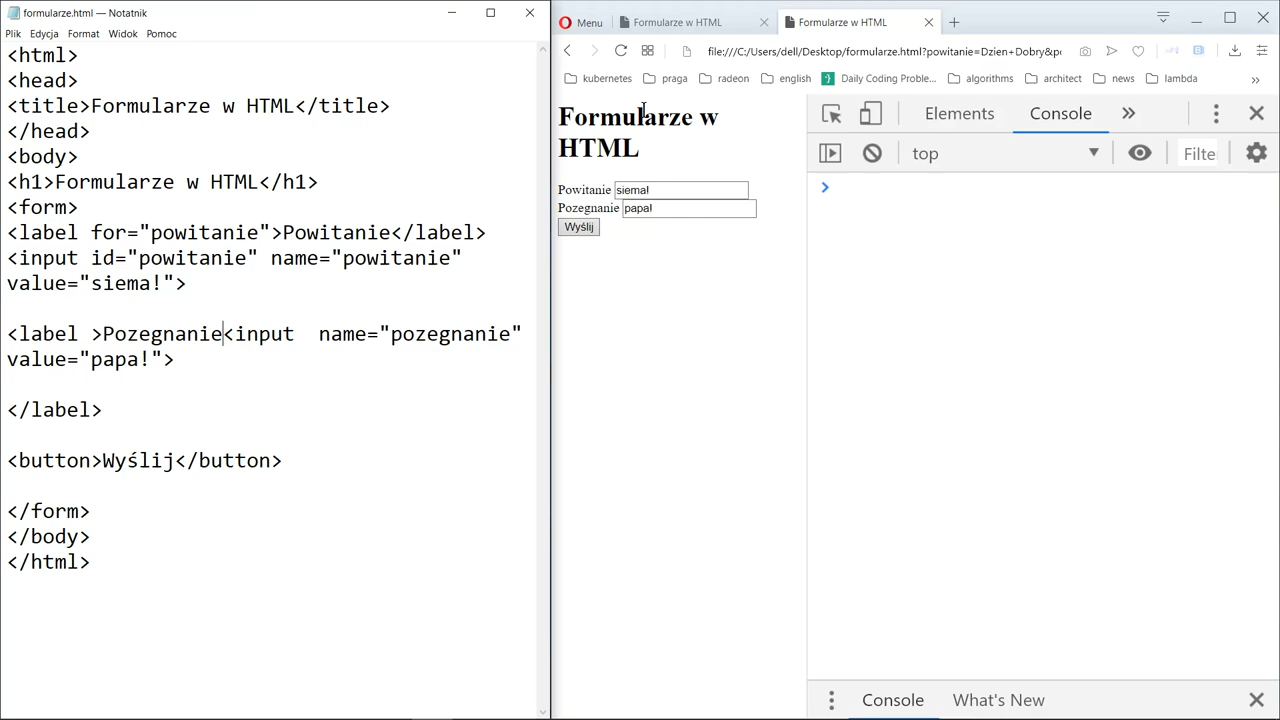 formularze.html — Notatnik
Plik Edycja Format Widok Pomoc
<html>
<head>
<title>Formularze w HTML</title>
</head>
<body>
<h1>Formularze w HTML</h1>
<form>
<label for="powitanie">Powitanie</label>
<input id="powitanie" name="powitanie"
value="siema!">
<label >Pozegnanie<input  name="pozegnanie"
value="papa!">
</label>
<button>Wyślij</button>
</form>
</body>
</html>
Menu Formularze w HTML Formularze w HTML
file:///C:/Users/dell/Desktop/formularze.html?powitanie=Dzien+Dobry&pc
kubernetes praga radeon english Daily Coding Proble... algorithms architect news lambda
Formularze w
HTML
Powitanie siema!
Pozegnanie papa!
Wyślij
Elements Console
top Filte
Console What's New